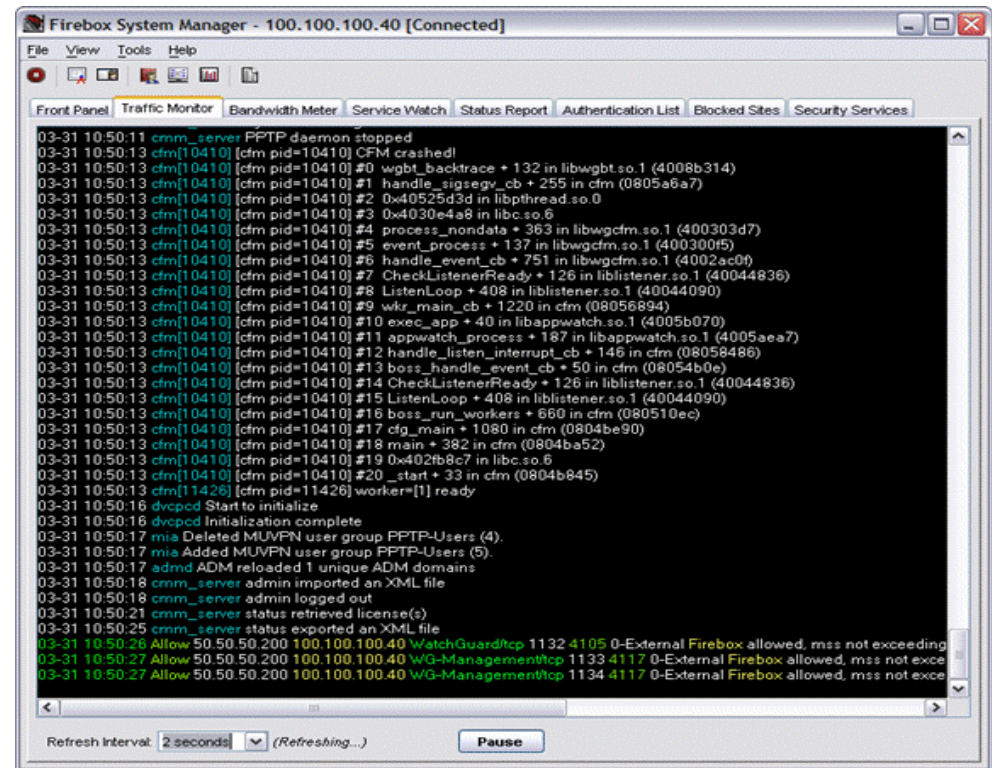 Firebox System Manager - 100.100.100.40 [Connected]
File View Tools Help
Front Panel Traffic Monitor Bandwidth Meter Service Watch Status Report Authentication List Blocked Sites Security Services
03-31 10:50:11 cmm_server PPTP daemon stopped
03-31 10:50:13 cfm[10410] [cfm pid=10410] CFM crashed!
03-31 10:50:13 cfm[10410] [cfm pid=10410] #0 wgbt_backtrace + 132 in libwgbt.so.1 (4008b314)
03-31 10:50:13 cfm[10410] [cfm pid=10410] #1 handle_sigsegv_cb + 255 in cfm (0805a6a7)
03-31 10:50:13 cfm[10410] [cfm pid=10410] #2 0x40525d3d in libpthread.so.0
03-31 10:50:13 cfm[10410] [cfm pid=10410] #3 0x4030e4a8 in libc.so.6
03-31 10:50:13 cfm[10410] [cfm pid=10410] #4 process_nondata + 363 in libwgcfm.so.1 (400303d7)
03-31 10:50:13 cfm[10410] [cfm pid=10410] #5 event_process + 137 in libwgcfm.so.1 (400300f5)
03-31 10:50:13 cfm[10410] [cfm pid=10410] #6 handle_event_cb + 751 in libwgcfm.so.1 (4002ac0f)
03-31 10:50:13 cfm[10410] [cfm pid=10410] #7 CheckListenerReady + 126 in liblistener.so.1 (40044836)
03-31 10:50:13 cfm[10410] [cfm pid=10410] #8 ListenLoop + 408 in liblistener.so.1 (40044090)
03-31 10:50:13 cfm[10410] [cfm pid=10410] #9 wkr_main_cb + 1220 in cfm (08056894)
03-31 10:50:13 cfm[10410] [cfm pid=10410] #10 exec_app + 40 in libappwatch.so.1 (4005b070)
03-31 10:50:13 cfm[10410] [cfm pid=10410] #11 appwatch_process + 187 in libappwatch.so.1 (4005aea7)
03-31 10:50:13 cfm[10410] [cfm pid=10410] #12 handle_listen_interrupt_cb + 146 in cfm (08058486)
03-31 10:50:13 cfm[10410] [cfm pid=10410] #13 boss_handle_event_cb + 50 in cfm (08054b0e)
03-31 10:50:13 cfm[10410] [cfm pid=10410] #14 CheckListenerReady + 126 in liblistener.so.1 (40044836)
03-31 10:50:13 cfm[10410] [cfm pid=10410] #15 ListenLoop + 408 in liblistener.so.1 (40044090)
03-31 10:50:13 cfm[10410] [cfm pid=10410] #16 boss_run_workers + 660 in cfm (080510ec)
03-31 10:50:13 cfm[10410] [cfm pid=10410] #17 cfg_main + 1080 in cfm (0804be90)
03-31 10:50:13 cfm[10410] [cfm pid=10410] #18 main + 382 in cfm (0804ba52)
03-31 10:50:13 cfm[10410] [cfm pid=10410] #19 0x402fb8c7 in libc.so.6
03-31 10:50:13 cfm[10410] [cfm pid=10410] #20 _start + 33 in cfm (0804b845)
03-31 10:50:13 cfm[11426] [cfm pid=11426] worker=[1] ready
03-31 10:50:16 dvcpcd Start to initialize
03-31 10:50:16 dvcpcd Initialization complete
03-31 10:50:17 mia Deleted MUVPN user group PPTP-Users (4).
03-31 10:50:17 mia Added MUVPN user group PPTP-Users (5).
03-31 10:50:17 admd ADM reloaded 1 unique ADM domains
03-31 10:50:18 cmm_server admin imported an XML file
03-31 10:50:18 cmm_server admin logged out
03-31 10:50:21 cmm_server status retrieved license(s)
03-31 10:50:25 cmm_server status exported an XML file
03-31 10:50:26 Allow 50.50.50.200 100.100.100.40 WatchGuard/tcp 1132 4105 0-External Firebox allowed, mss not exceeding
03-31 10:50:27 Allow 50.50.50.200 100.100.100.40 WG-Management/tcp 1133 4117 0-External Firebox allowed, mss not exce
03-31 10:50:27 Allow 50.50.50.200 100.100.100.40 WG-Management/tcp 1134 4117 0-External Firebox allowed, mss not exce
Refresh Interval: 2 seconds (Refreshing...) Pause